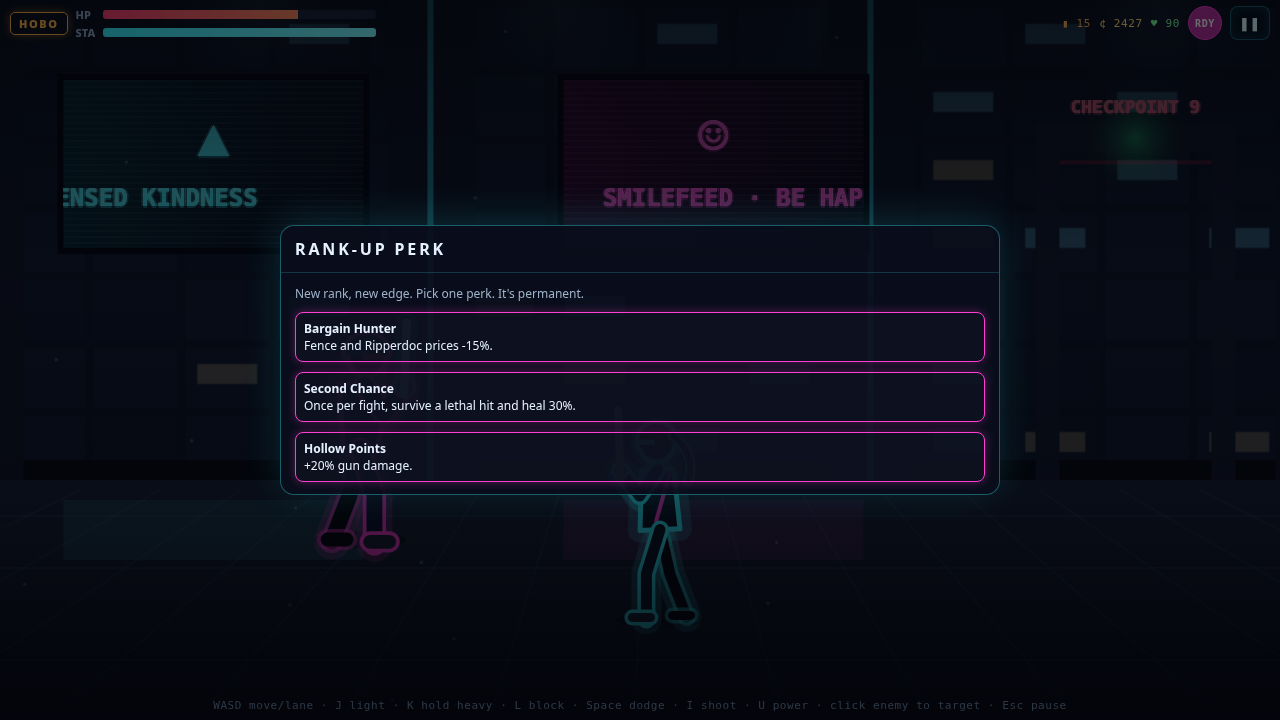 HOBO
HP
STA
15 ¢ 2427 ♥ 90
RDY
CHECKPOINT 9
ENSED KINDNESS
SMILEFEED · BE HAP
RANK-UP PERK
New rank, new edge. Pick one perk. It's permanent.
Bargain Hunter
Fence and Ripperdoc prices -15%.
Second Chance
Once per fight, survive a lethal hit and heal 30%.
Hollow Points
+20% gun damage.
WASD move/lane · J light · K hold heavy · L block · Space dodge · I shoot · U power · click enemy to target · Esc pause